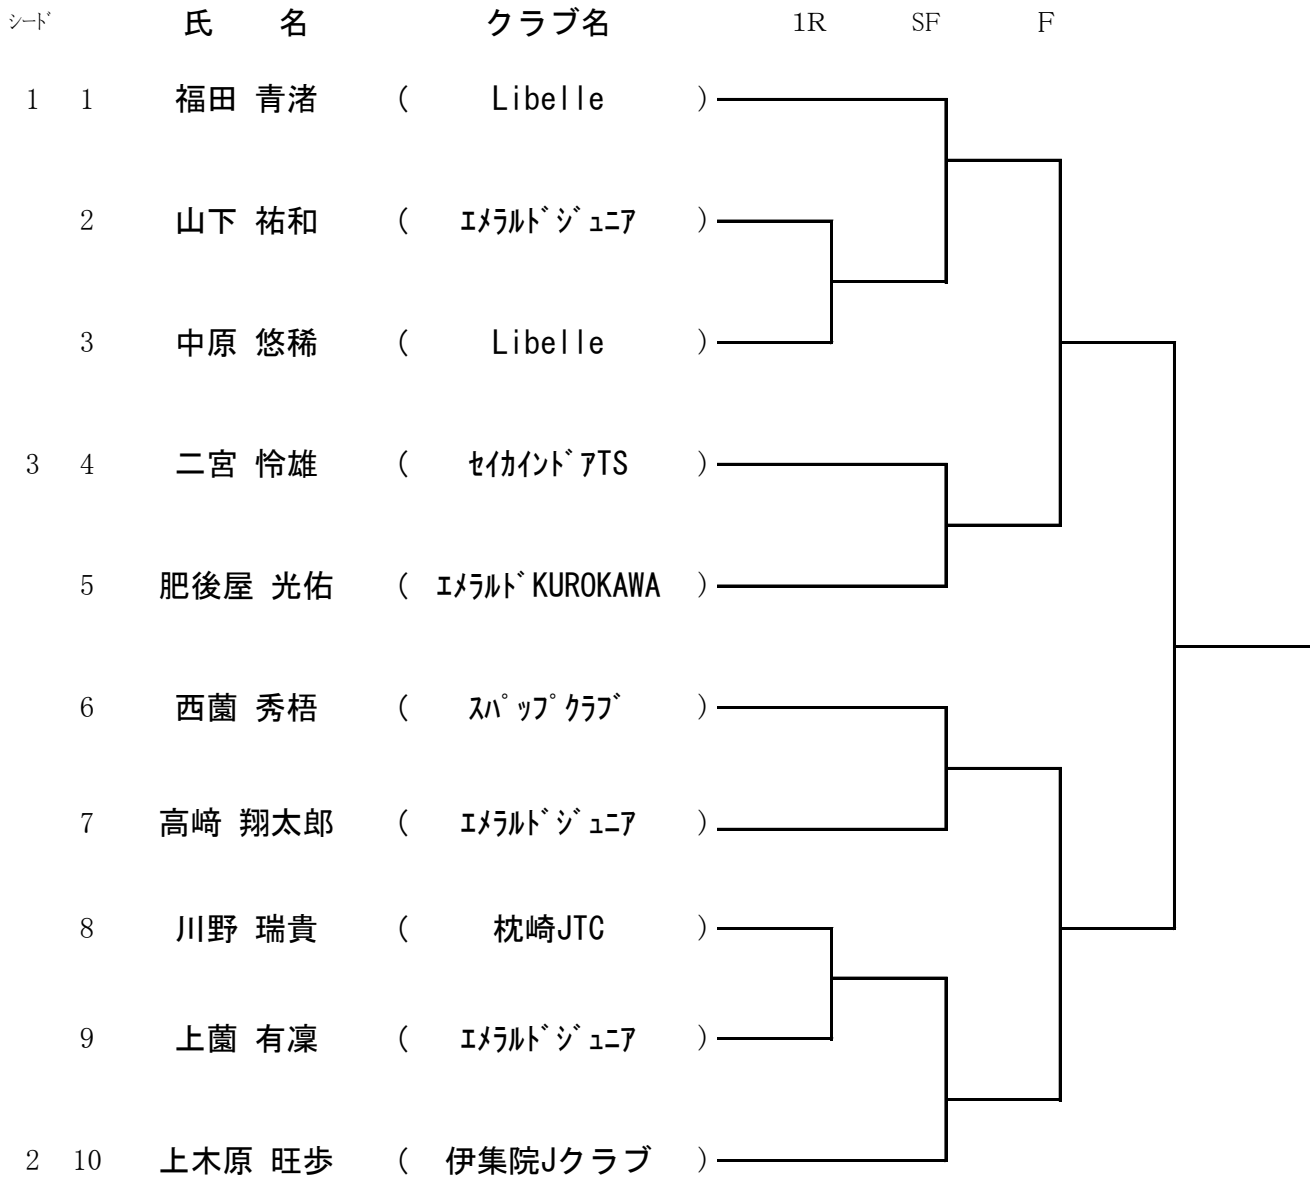 ｼｰﾄﾞ 氏 名 クラブ名 1R SF F
1 1 福田 青渚 ( Libelle )
2 山下 祐和 ( ｴﾒﾗﾙﾄﾞｼﾞｭﾆｱ )
3 中原 悠稀 ( Libelle )
3 4 二宮 怜雄 ( ｾｲｶｲﾝﾄﾞｱTS )
5 肥後屋 光佑 ( ｴﾒﾗﾙﾄﾞKUROKAWA )
6 西薗 秀梧 ( ｽﾊﾟｯﾌﾟｸﾗﾌﾞ )
7 高﨑 翔太郎 ( ｴﾒﾗﾙﾄﾞｼﾞｭﾆｱ )
8 川野 瑞貴 ( 枕崎JTC )
9 上薗 有凜 ( ｴﾒﾗﾙﾄﾞｼﾞｭﾆｱ )
2 10 上木原 旺歩 ( 伊集院Jクラブ )